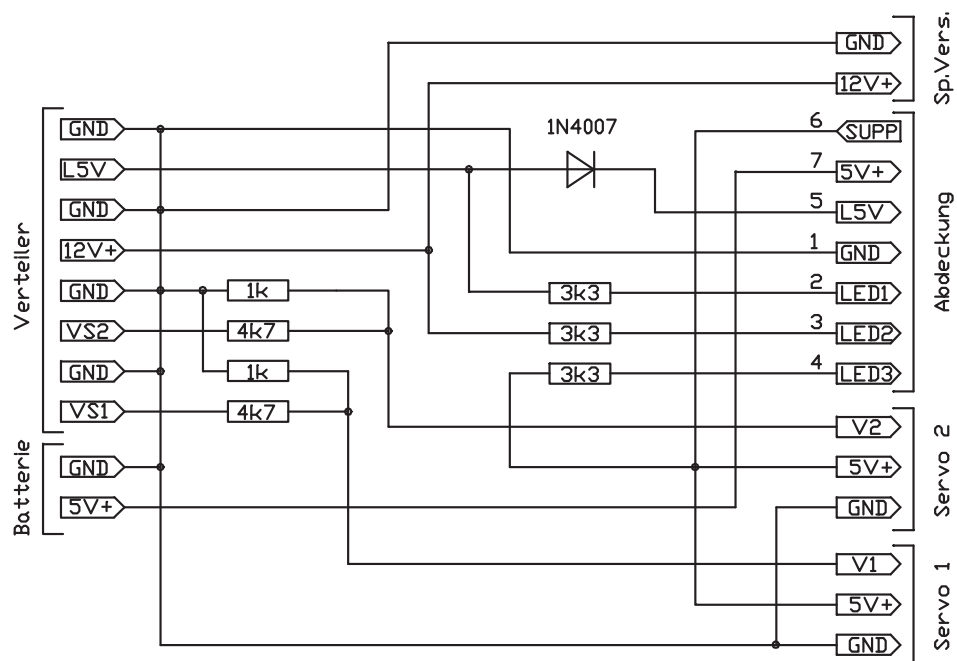 Verteiler
GND
L5V
GND
12V+
GND
VS2
GND
VS1
Batterie
GND
5V+
1N4007
1k
4k7
1k
4k7
3k3
3k3
3k3
Sp.Vers.
GND
12V+
Abdeckung
6 SUPP
7 5V+
5 L5V
1 GND
2 LED1
3 LED2
4 LED3
Servo 2
V2
5V+
GND
Servo 1
V1
5V+
GND